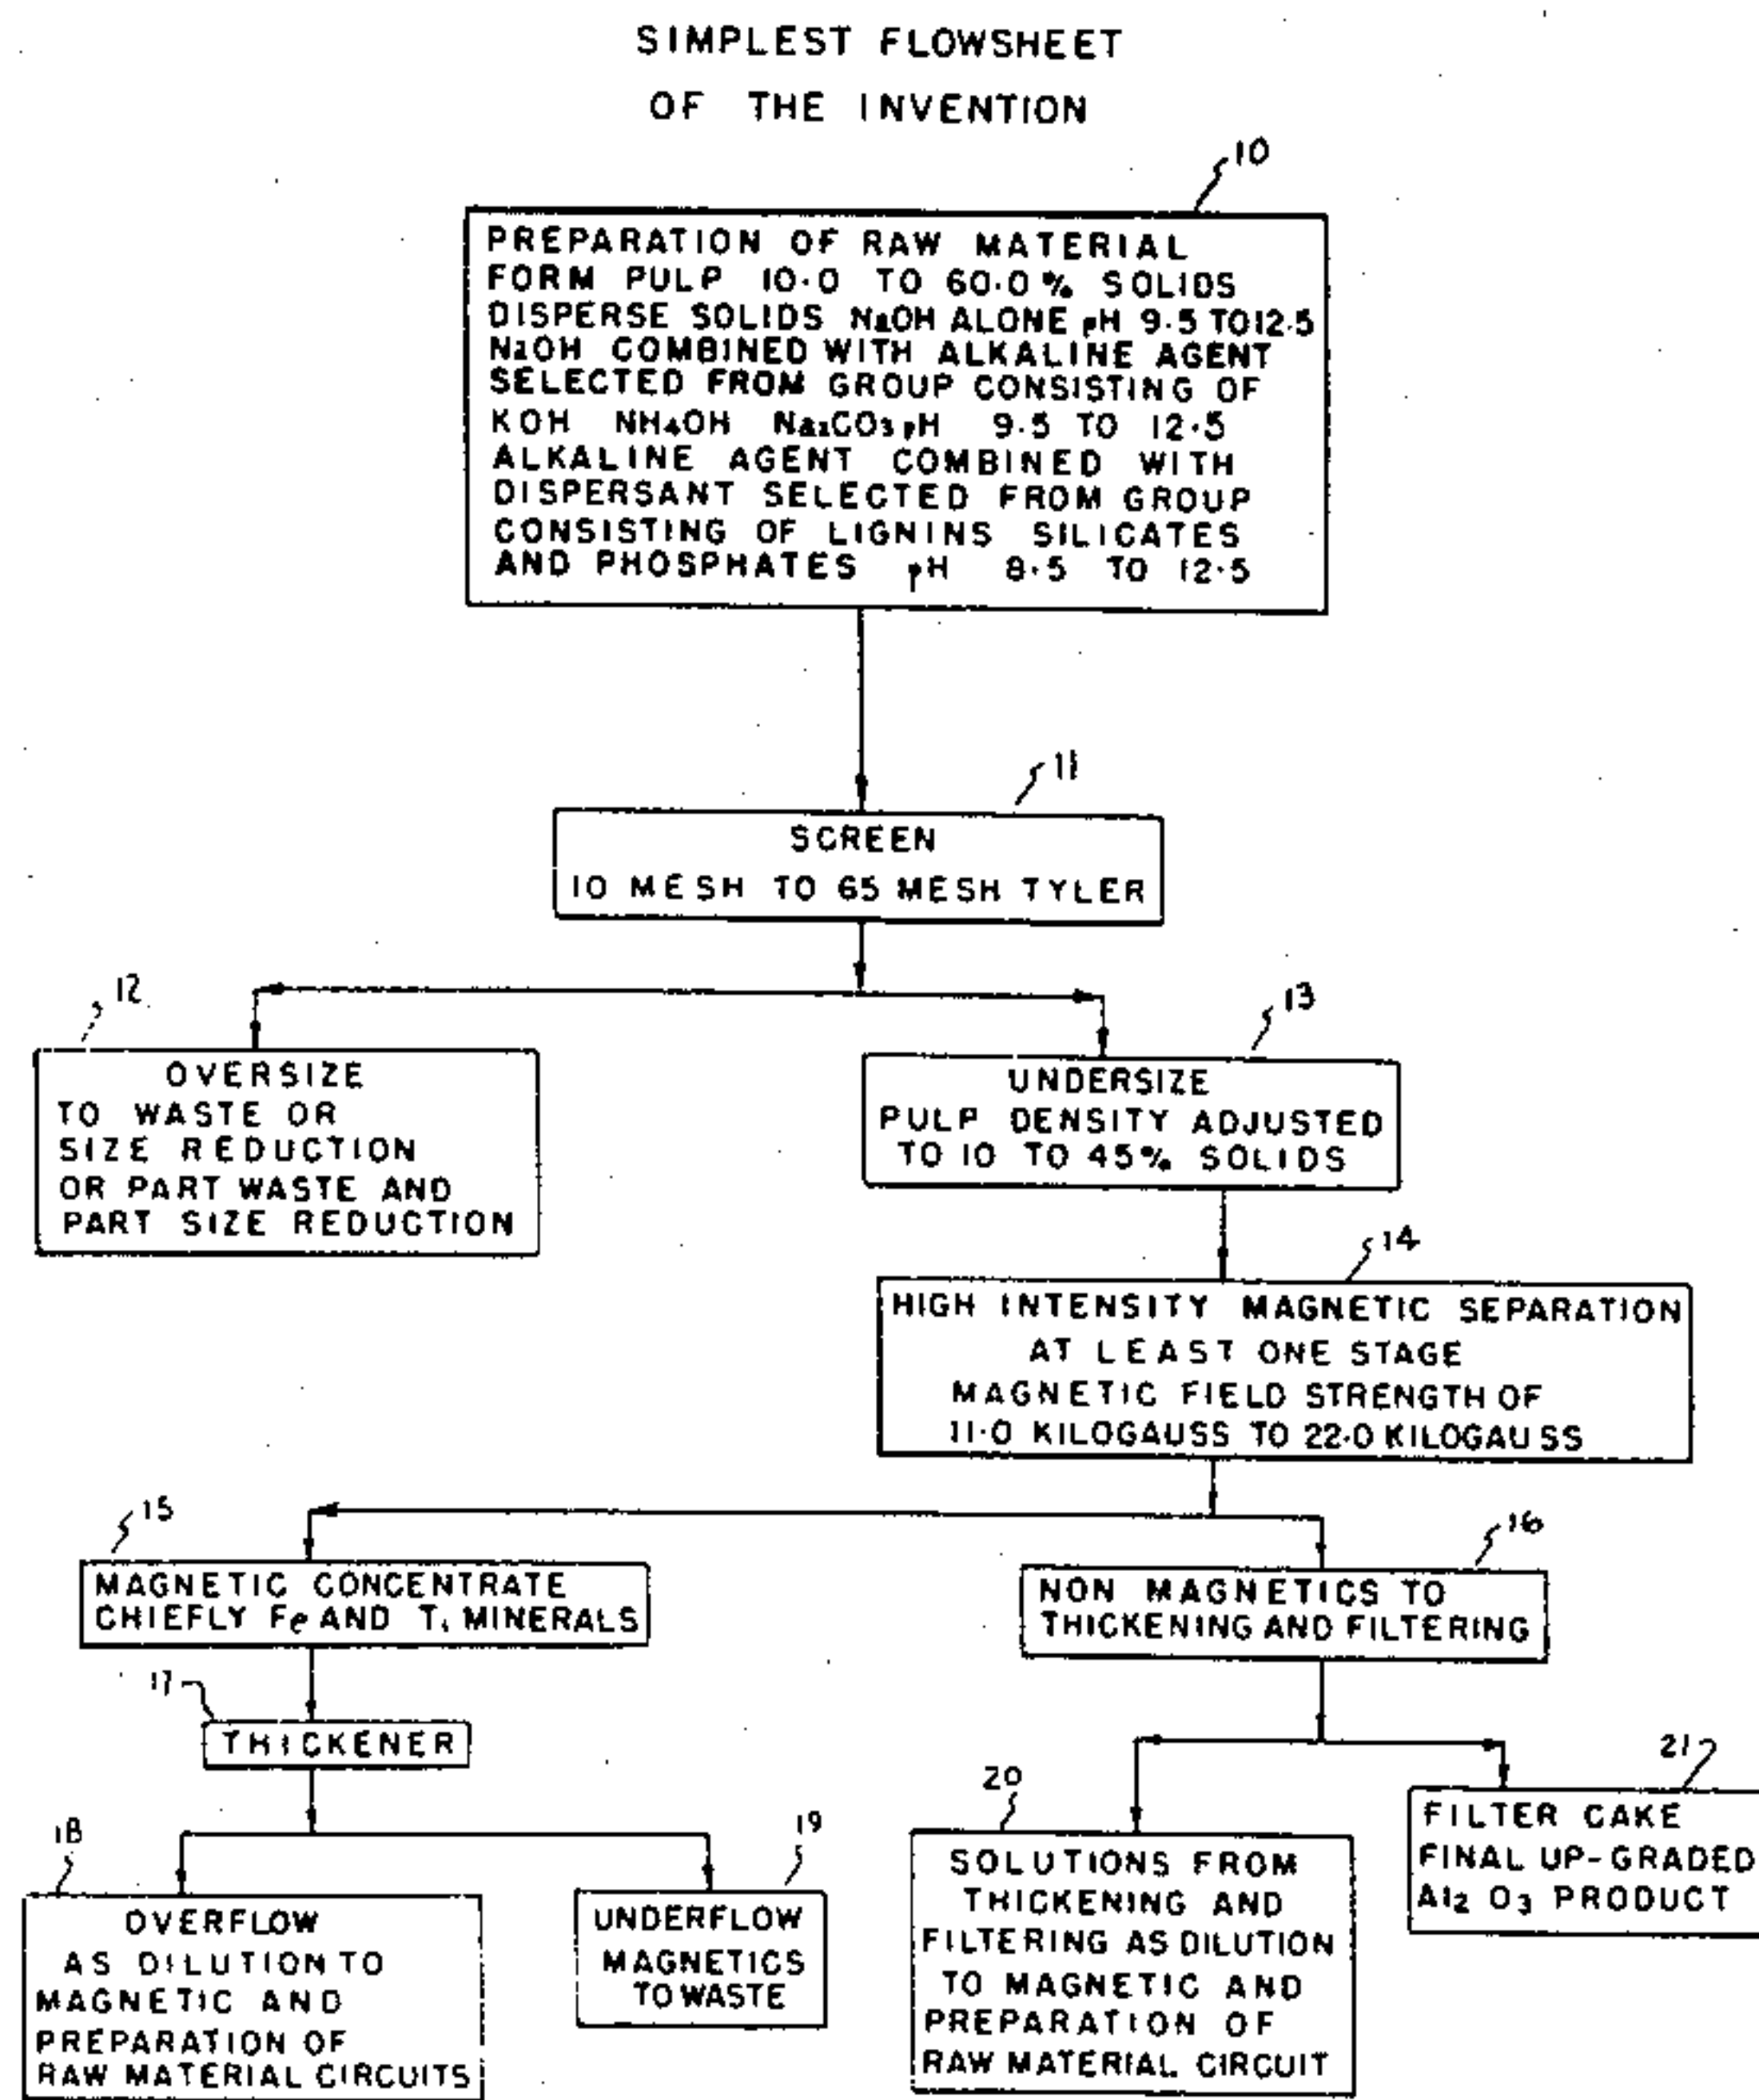 SIMPLEST FLOWSHEET
OF THE INVENTION
10
PREPARATION OF RAW MATERIAL
FORM PULP 10.0 TO 60.0% SOLIDS
DISPERSE SOLIDS NaOH ALONE pH 9.5 TO 12.5
NaOH COMBINED WITH ALKALINE AGENT
SELECTED FROM GROUP CONSISTING OF
KOH NH4OH Na2CO3 pH 9.5 TO 12.5
ALKALINE AGENT COMBINED WITH
DISPERSANT SELECTED FROM GROUP
CONSISTING OF LIGNINS SILICATES
AND PHOSPHATES pH 8.5 TO 12.5
11
SCREEN
10 MESH TO 65 MESH TYLER
12
OVERSIZE
TO WASTE OR
SIZE REDUCTION
OR PART WASTE AND
PART SIZE REDUCTION
13
UNDERSIZE
PULP DENSITY ADJUSTED
TO 10 TO 45% SOLIDS
14
HIGH INTENSITY MAGNETIC SEPARATION
AT LEAST ONE STAGE
MAGNETIC FIELD STRENGTH OF
11.0 KILOGAUSS TO 22.0 KILOGAUSS
15
MAGNETIC CONCENTRATE
CHIEFLY Fe AND Ti MINERALS
16
NON MAGNETICS TO
THICKENING AND FILTERING
17
THICKENER
18
OVERFLOW
AS DILUTION TO
MAGNETIC AND
PREPARATION OF
RAW MATERIAL CIRCUITS
19
UNDERFLOW
MAGNETICS
TO WASTE
20
SOLUTIONS FROM
THICKENING AND
FILTERING AS DILUTION
TO MAGNETIC AND
PREPARATION OF
RAW MATERIAL CIRCUIT
21
FILTER CAKE
FINAL UP-GRADED
Al2 O3 PRODUCT